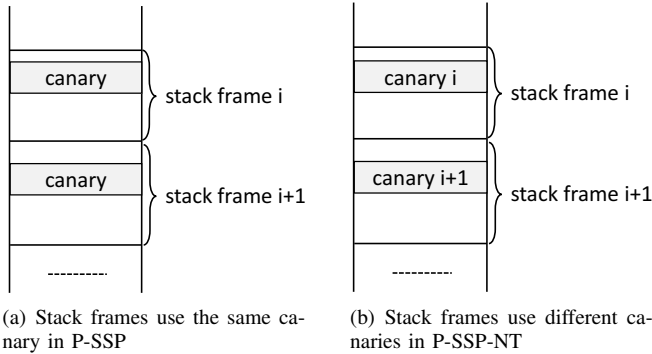 canary
stack frame i
canary
stack frame i+1
(a) Stack frames use the same ca-
nary in P-SSP
canary i
stack frame i
canary i+1
stack frame i+1
(b) Stack frames use different ca-
naries in P-SSP-NT